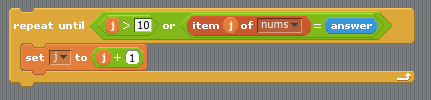 repeat until j > 10 or item j of nums = answer
set j to j + 1